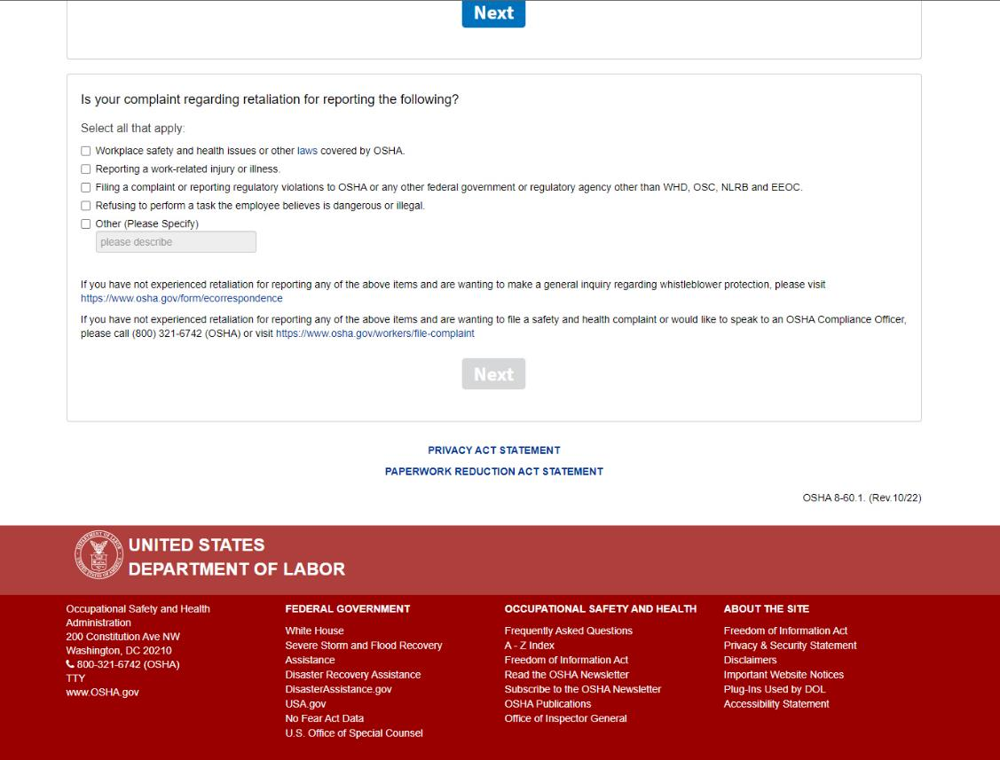 Next
Is your complaint regarding retaliation for reporting the following?
Select all that apply:
Workplace safety and health issues or other laws covered by OSHA.
Reporting a work-related injury or illness.
Filing a complaint or reporting regulatory violations to OSHA or any other federal government or regulatory agency other than WHD, OSC, NLRB and EEOC.
Refusing to perform a task the employee believes is dangerous or illegal.
Other (Please Specify)
please describe
If you have not experienced retaliation for reporting any of the above items and are wanting to make a general inquiry regarding whistleblower protection, please visit
https://www.osha.gov/form/ecorrespondence
If you have not experienced retaliation for reporting any of the above items and are wanting to file a safety and health complaint or would like to speak to an OSHA Compliance Officer,
please call (800) 321-6742 (OSHA) or visit https://www.osha.gov/workers/file-complaint
Next
PRIVACY ACT STATEMENT
PAPERWORK REDUCTION ACT STATEMENT
OSHA 8-60.1. (Rev.10/22)
UNITED STATES
DEPARTMENT OF LABOR
Occupational Safety and Health
Administration
200 Constitution Ave NW
Washington, DC 20210
800-321-6742 (OSHA)
TTY
www.OSHA.gov
FEDERAL GOVERNMENT
White House
Severe Storm and Flood Recovery
Assistance
Disaster Recovery Assistance
DisasterAssistance.gov
USA.gov
No Fear Act Data
U.S. Office of Special Counsel
OCCUPATIONAL SAFETY AND HEALTH
Frequently Asked Questions
A - Z Index
Freedom of Information Act
Read the OSHA Newsletter
Subscribe to the OSHA Newsletter
OSHA Publications
Office of Inspector General
ABOUT THE SITE
Freedom of Information Act
Privacy & Security Statement
Disclaimers
Important Website Notices
Plug-Ins Used by DOL
Accessibility Statement